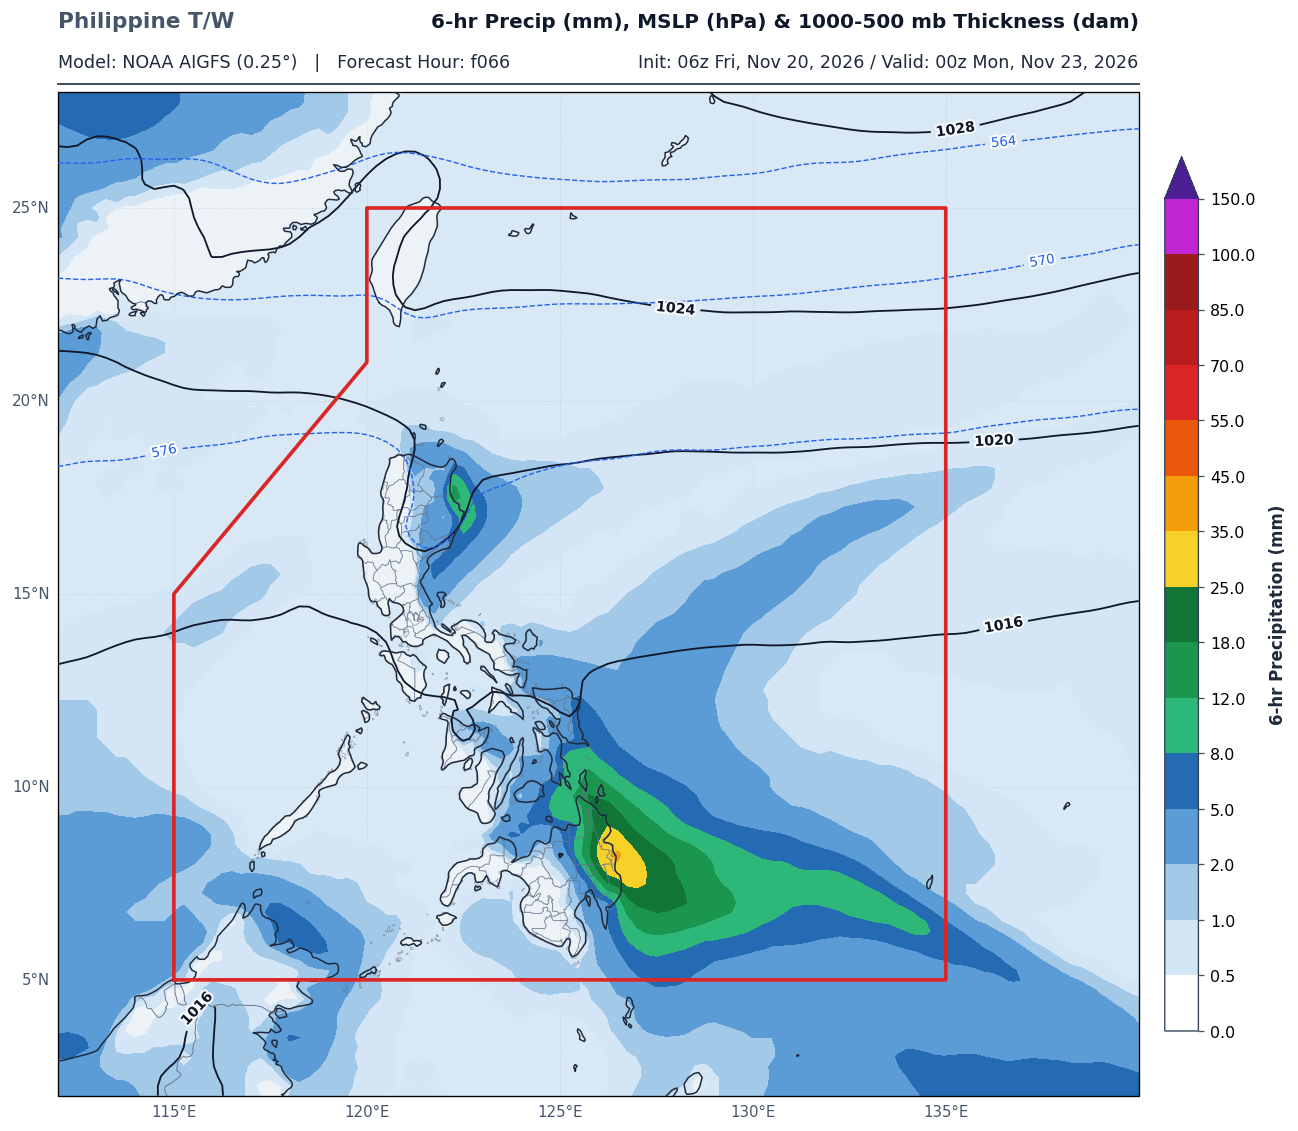 Philippine T/W
6-hr Precip (mm), MSLP (hPa) & 1000-500 mb Thickness (dam)
Model: NOAA AIGFS (0.25°)   |   Forecast Hour: f066
Init: 06z Fri, Nov 20, 2026 / Valid: 00z Mon, Nov 23, 2026
1028
564
150.0
25°N
100.0
570
1024
85.0
70.0
20°N
55.0
1020
576
45.0
35.0
25.0
15°N
1016
18.0
12.0
8.0
10°N
5.0
2.0
1.0
5°N
0.5
1016
0.0
6-hr Precipitation (mm)
115°E
120°E
125°E
130°E
135°E